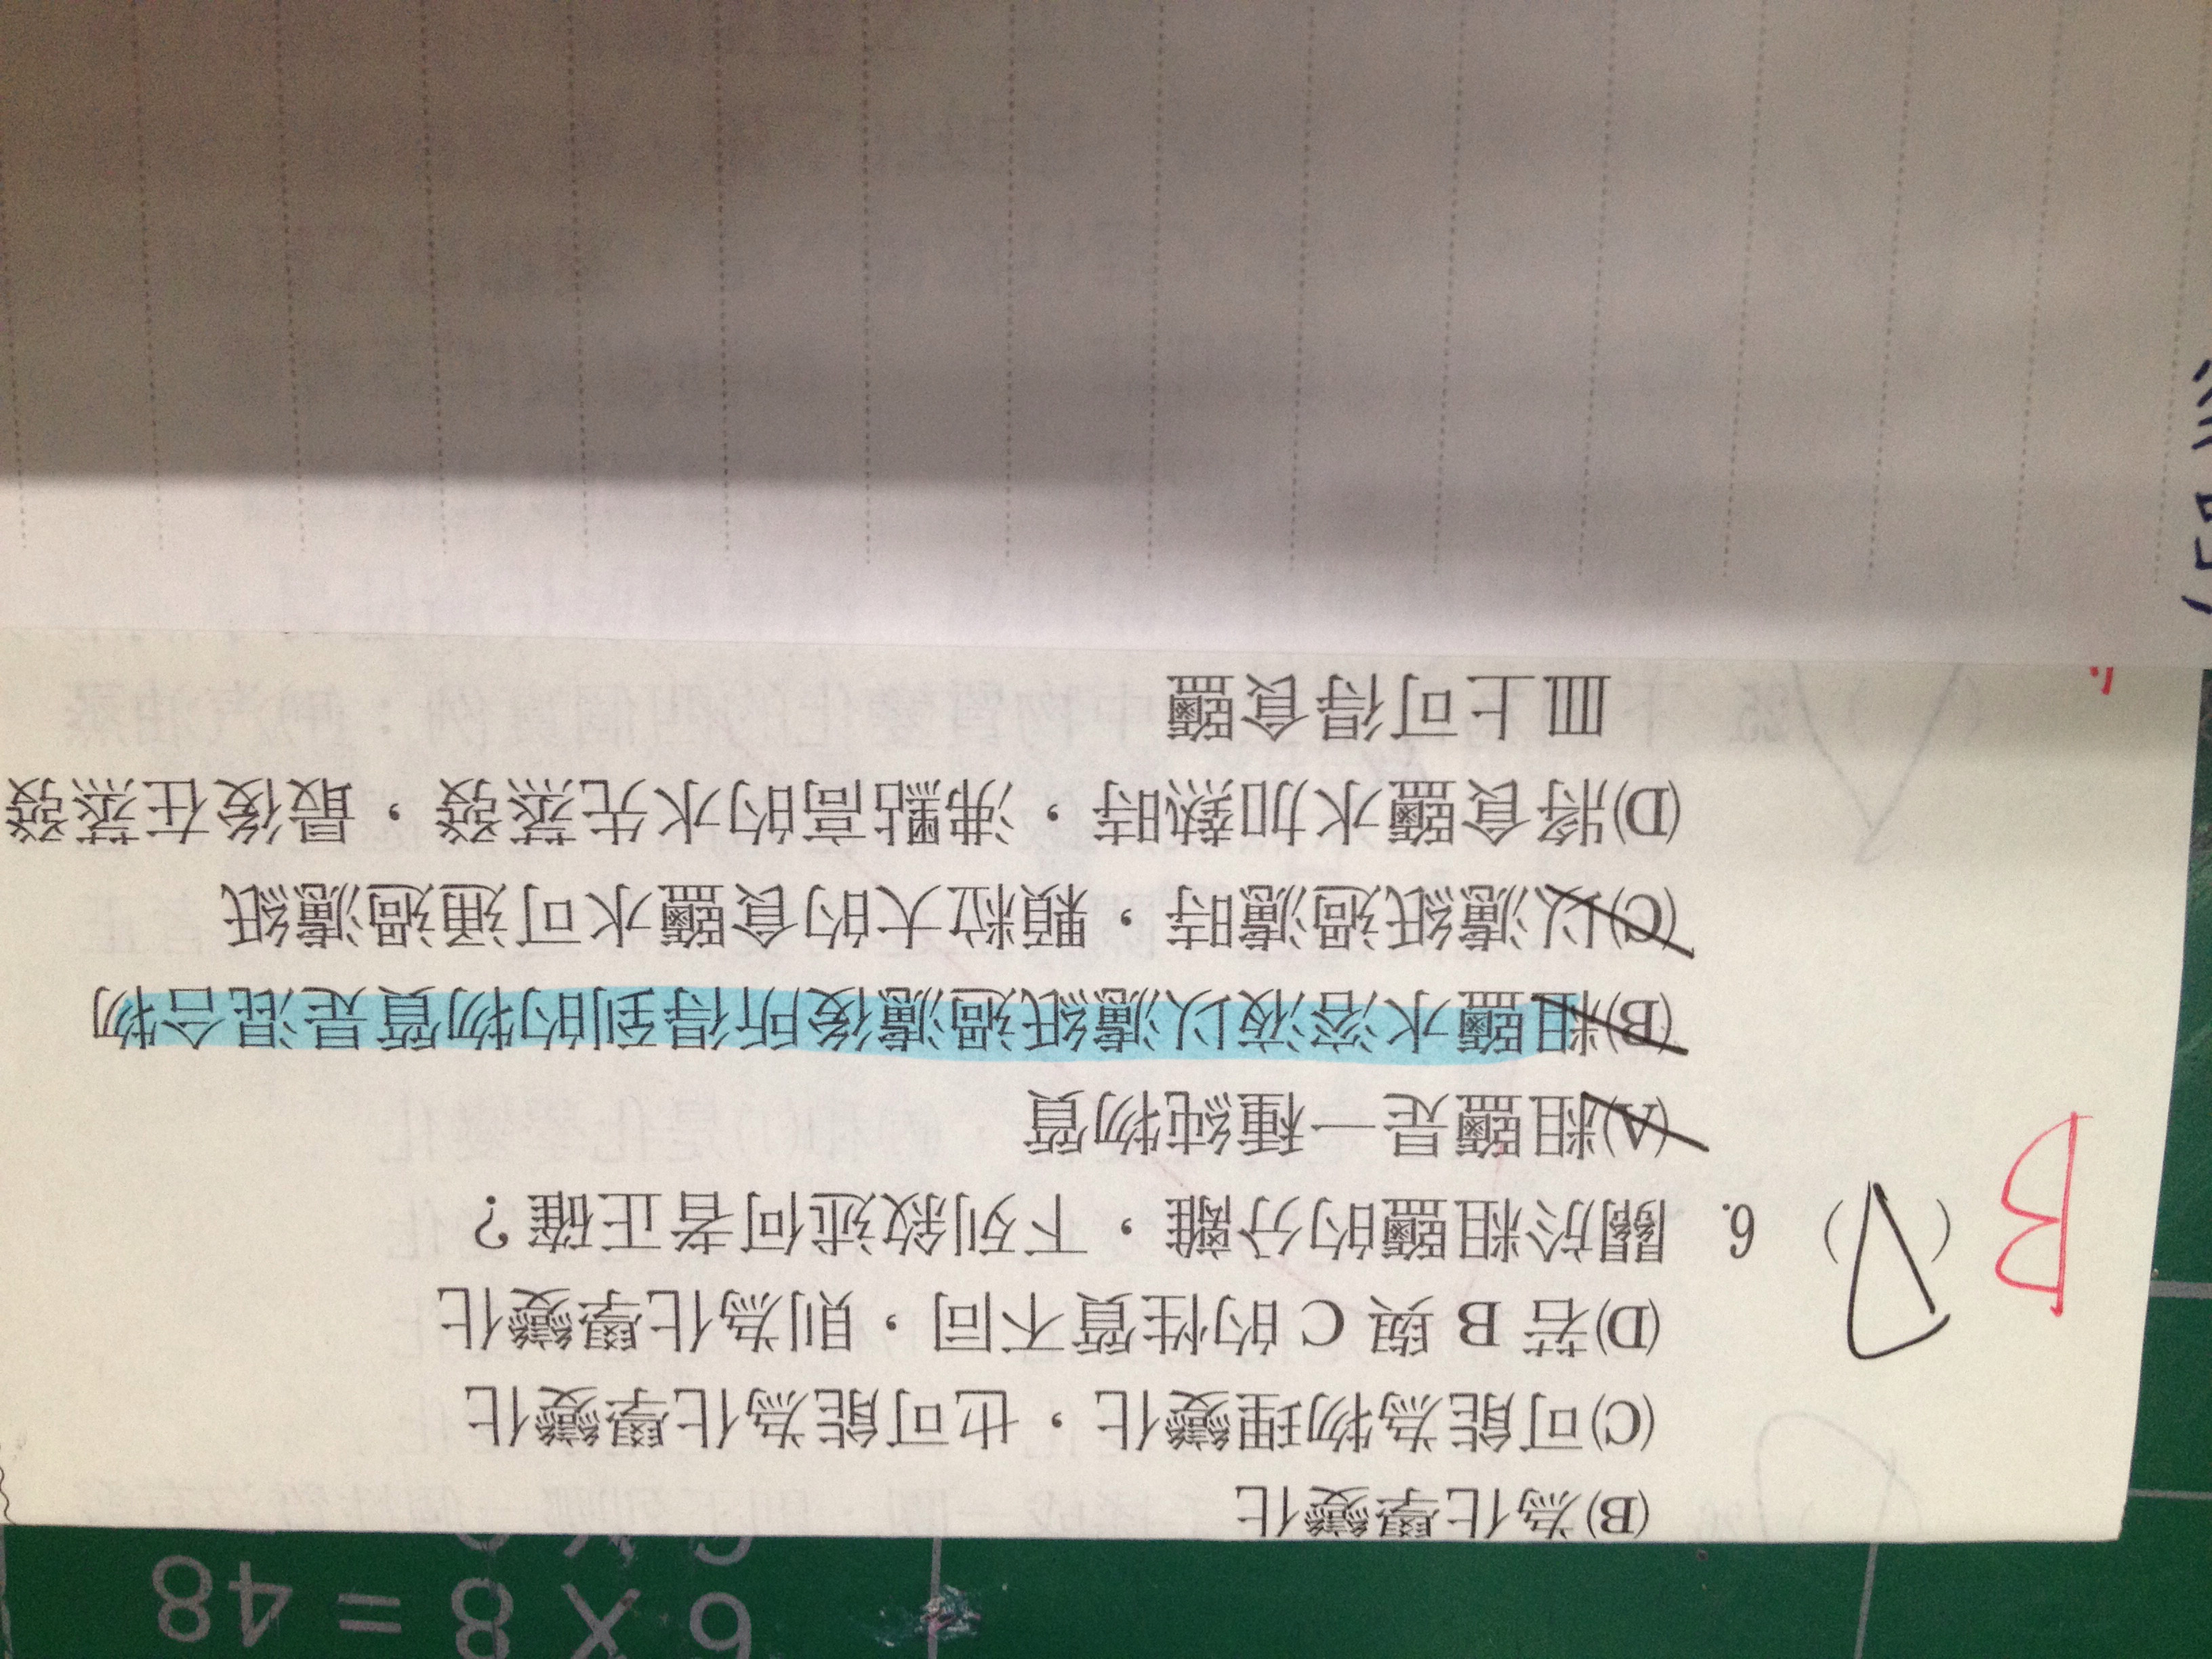 (B)為化學變化
(C)可能為物理變化，也可能為化學變化
(D)若 B 與 C 的性質不同，則為化學變化
B
(D) 6. 關於粗鹽的分離，下列敘述何者正確？
(A)粗鹽是一種純物質
(B)粗鹽水溶液以濾紙過濾後所得到的物質是混合物
(C)以濾紙過濾時，顆粒大的食鹽水可通過濾紙
(D)將食鹽水加熱時，沸點高的水先蒸發，最後在蒸發
皿上可得食鹽
6 X 8 = 48